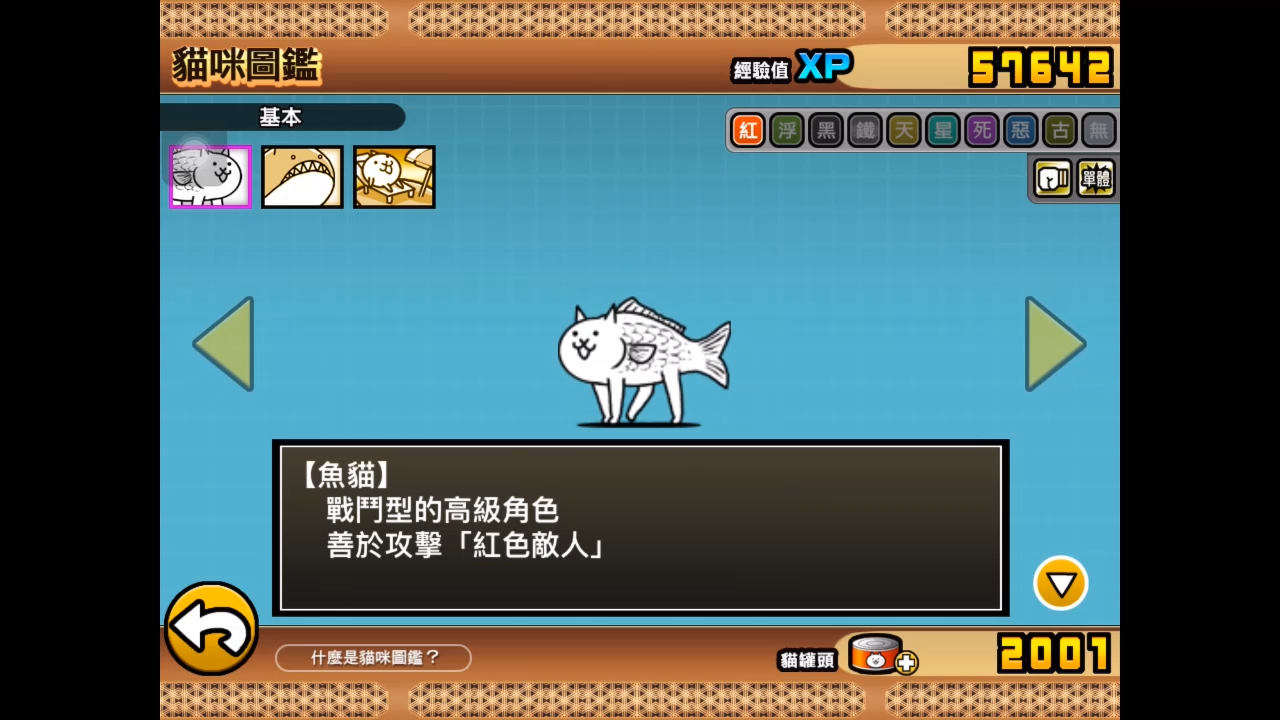 貓咪圖鑑
經驗值 XP 57642
基本
紅 浮 黑 鐵 天 星 死 惡 古 無
單體
【魚貓】
戰鬥型的高級角色
善於攻擊「紅色敵人」
什麼是貓咪圖鑑？
貓罐頭 2001